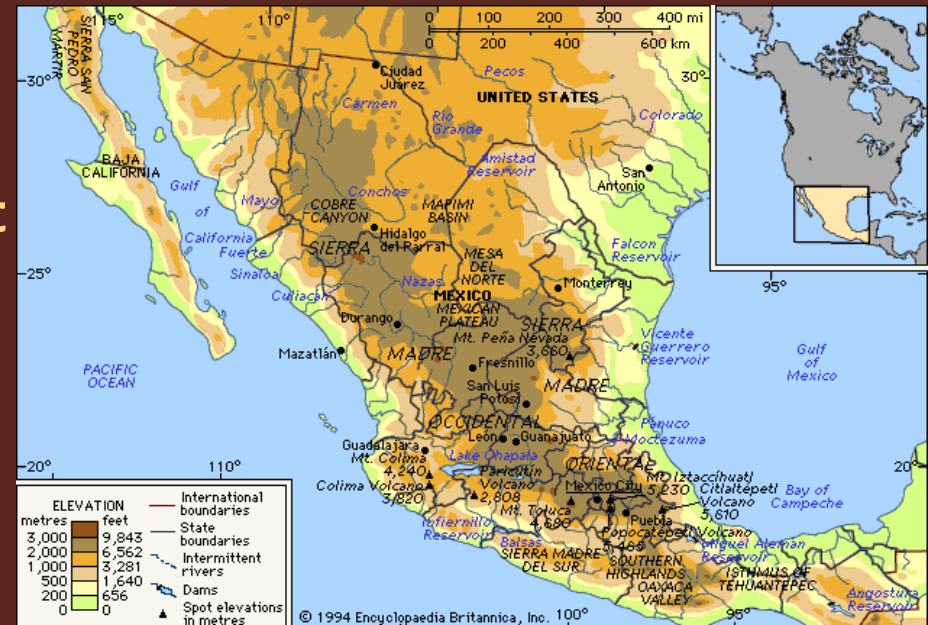 115°
110°
0
100
200
300
400 mi
0
200
400
600 km
SIERRA SAN
PEDRO
MÁRTIR
30°
30°
Ciudad
Juárez
Pecos
UNITED STATES
Carmen
Rio
Grande
Colorado
BAJA
CALIFORNIA
Amistad
Reservoir
San
Antonio
Gulf
of
California
Mayo
Conchos
COBRE
CANYON
MAPIMI
BASIN
Hidalgo
del Parral
SIERRA
Fuerte
Sinaloa
Falcon
Reservoir
MESA
DEL
NORTE
25°
95°
Culiacán
Nazas
Monterrey
MEXICO
MEXICAN
PLATEAU
Durango
SIERRA
Mt. Peña Nevada
3,660
Vicente
Guerrero
Reservoir
Gulf
of
Mexico
Mazatlán
MADRE
Fresnillo
PACIFIC
OCEAN
San Luis
Potosí
MADRE
OCCIDENTAL
Pánuco
Moctezuma
León
Guanajuato
Guadalajara
Lake Chapala
ORIENTAL
20°
110°
20°
Mt. Colima
4,240
Colima Volcano
3,820
Paricutín
Volcano
2,808
Mexico City
Mt. Iztaccíhuatl
5,230
Citlaltépetl
Volcano
5,610
Bay of
Campeche
Mt. Toluca
4,680
Puebla
Popocatépetl Volcano
5,465
Infiernillo
Reservoir
Balsas
Miguel Aleman
Reservoir
SIERRA MADRE
DEL SUR
SOUTHERN
HIGHLANDS
OAXACA
VALLEY
ISTHMUS OF
TEHUANTEPEC
Angostura
Reservoir
ELEVATION
metres
feet
3,000
9,843
2,000
6,562
1,000
3,281
500
1,640
200
656
0
0
International
boundaries
State
boundaries
Intermittent
rivers
Dams
Spot elevations
in metres
© 1994 Encyclopaedia Britannica, Inc.
100°
95°